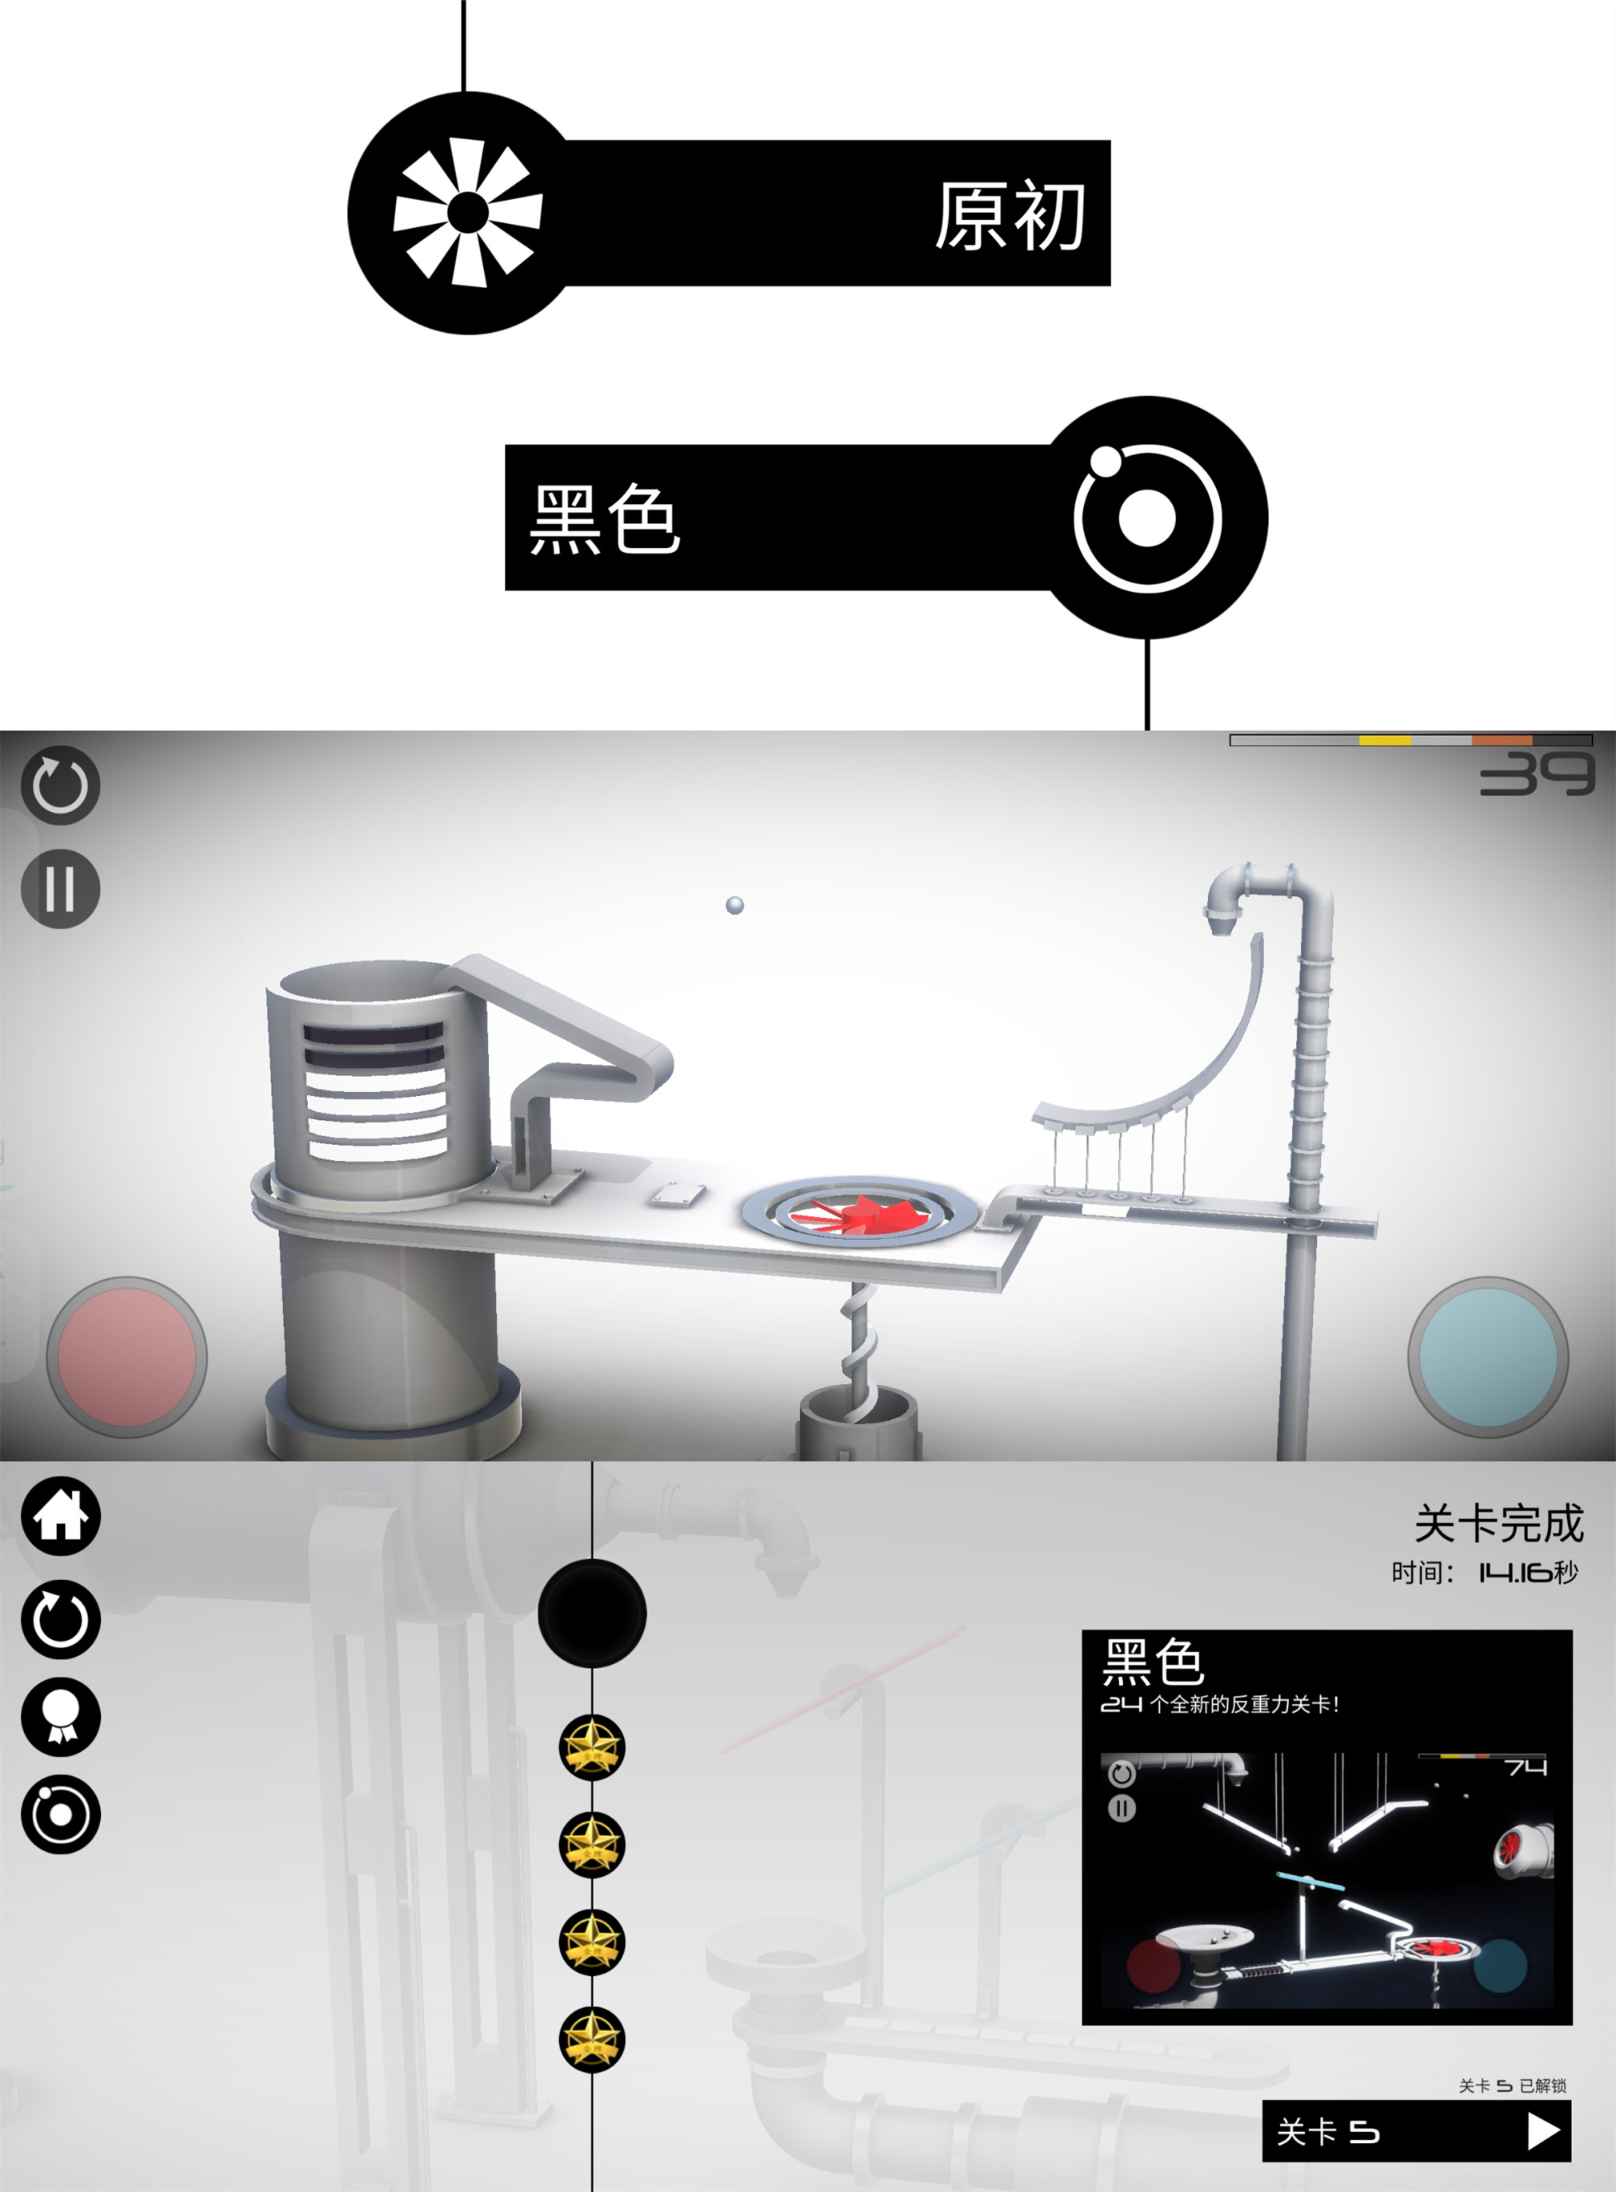 原初
黑色
39
关卡完成
时间： 14.16秒
黑色
24 个全新的反重力关卡！
74
关卡 5 已解锁
关卡 5